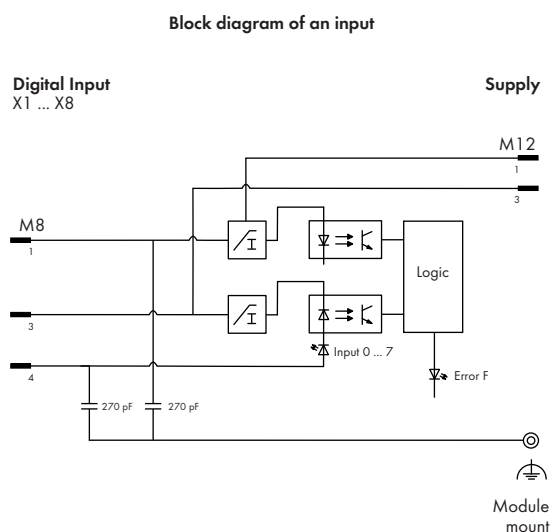 Block diagram of an input
Digital Input
X1 ... X8
Supply
M12
1
3
M8
1
Logic
3
Input 0 ... 7
4
Error F
270 pF
270 pF
Module
mount